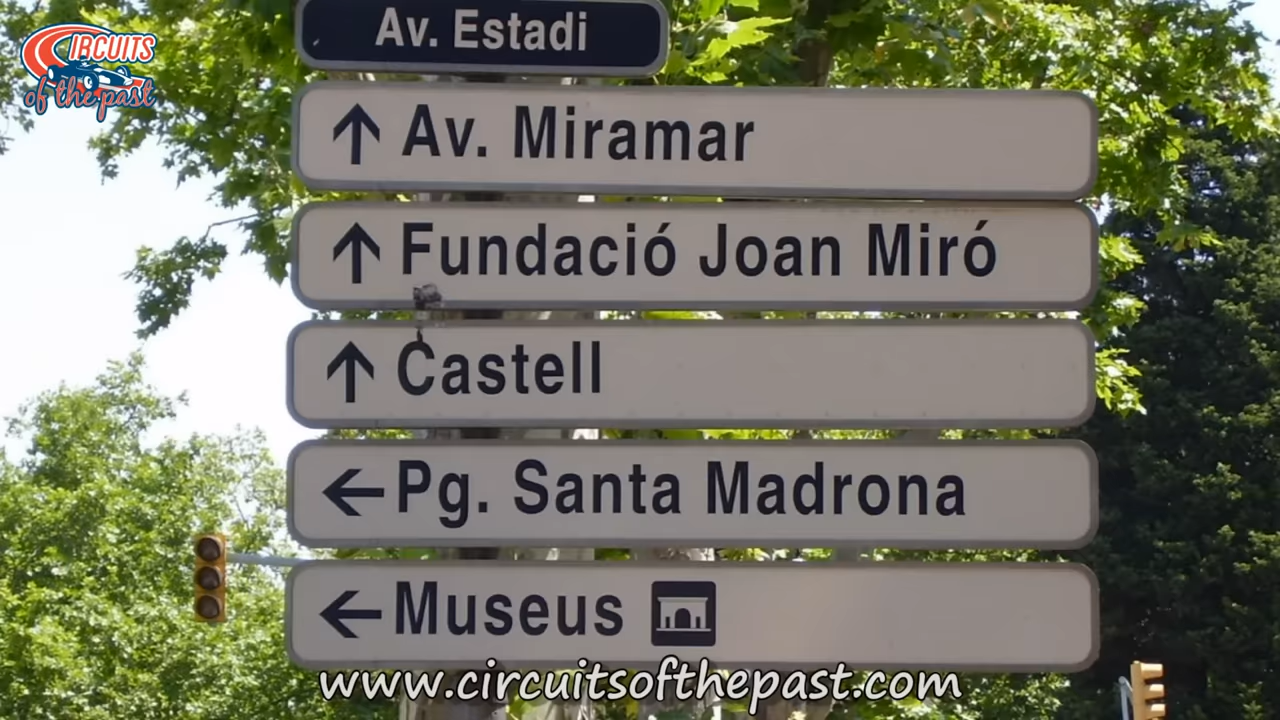 CIRCUITS
of the past
Av. Estadi
Av. Miramar
Fundació Joan Miró
Castell
Pg. Santa Madrona
Museus
www.circuitsofthepast.com